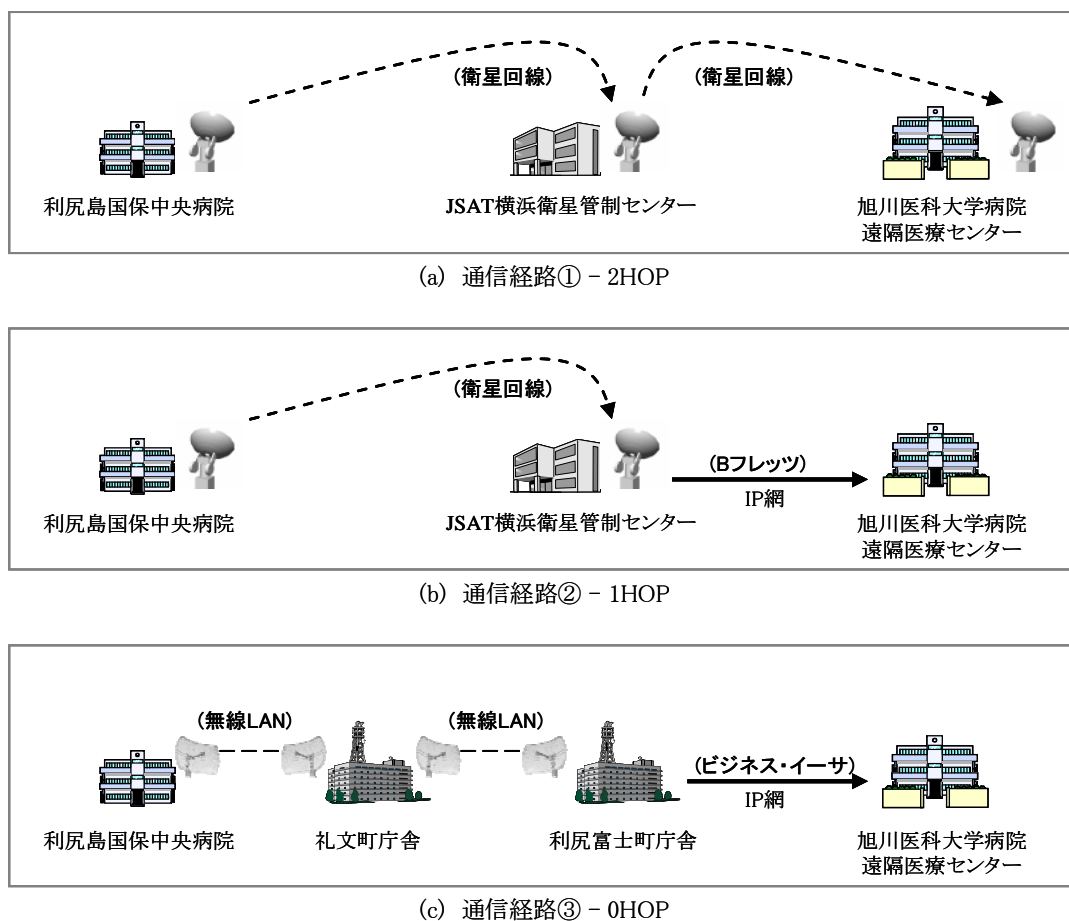 (衛星回線)
(衛星回線)
利尻島国保中央病院
JSAT横浜衛星管制センター
旭川医科大学病院
遠隔医療センター
(a) 通信経路① − 2HOP
(衛星回線)
(Bフレッツ)
IP網
利尻島国保中央病院
JSAT横浜衛星管制センター
旭川医科大学病院
遠隔医療センター
(b) 通信経路② − 1HOP
(無線LAN)
(無線LAN)
(ビジネス・イーサ)
IP網
利尻島国保中央病院
礼文町庁舎
利尻富士町庁舎
旭川医科大学病院
遠隔医療センター
(c) 通信経路③ − 0HOP